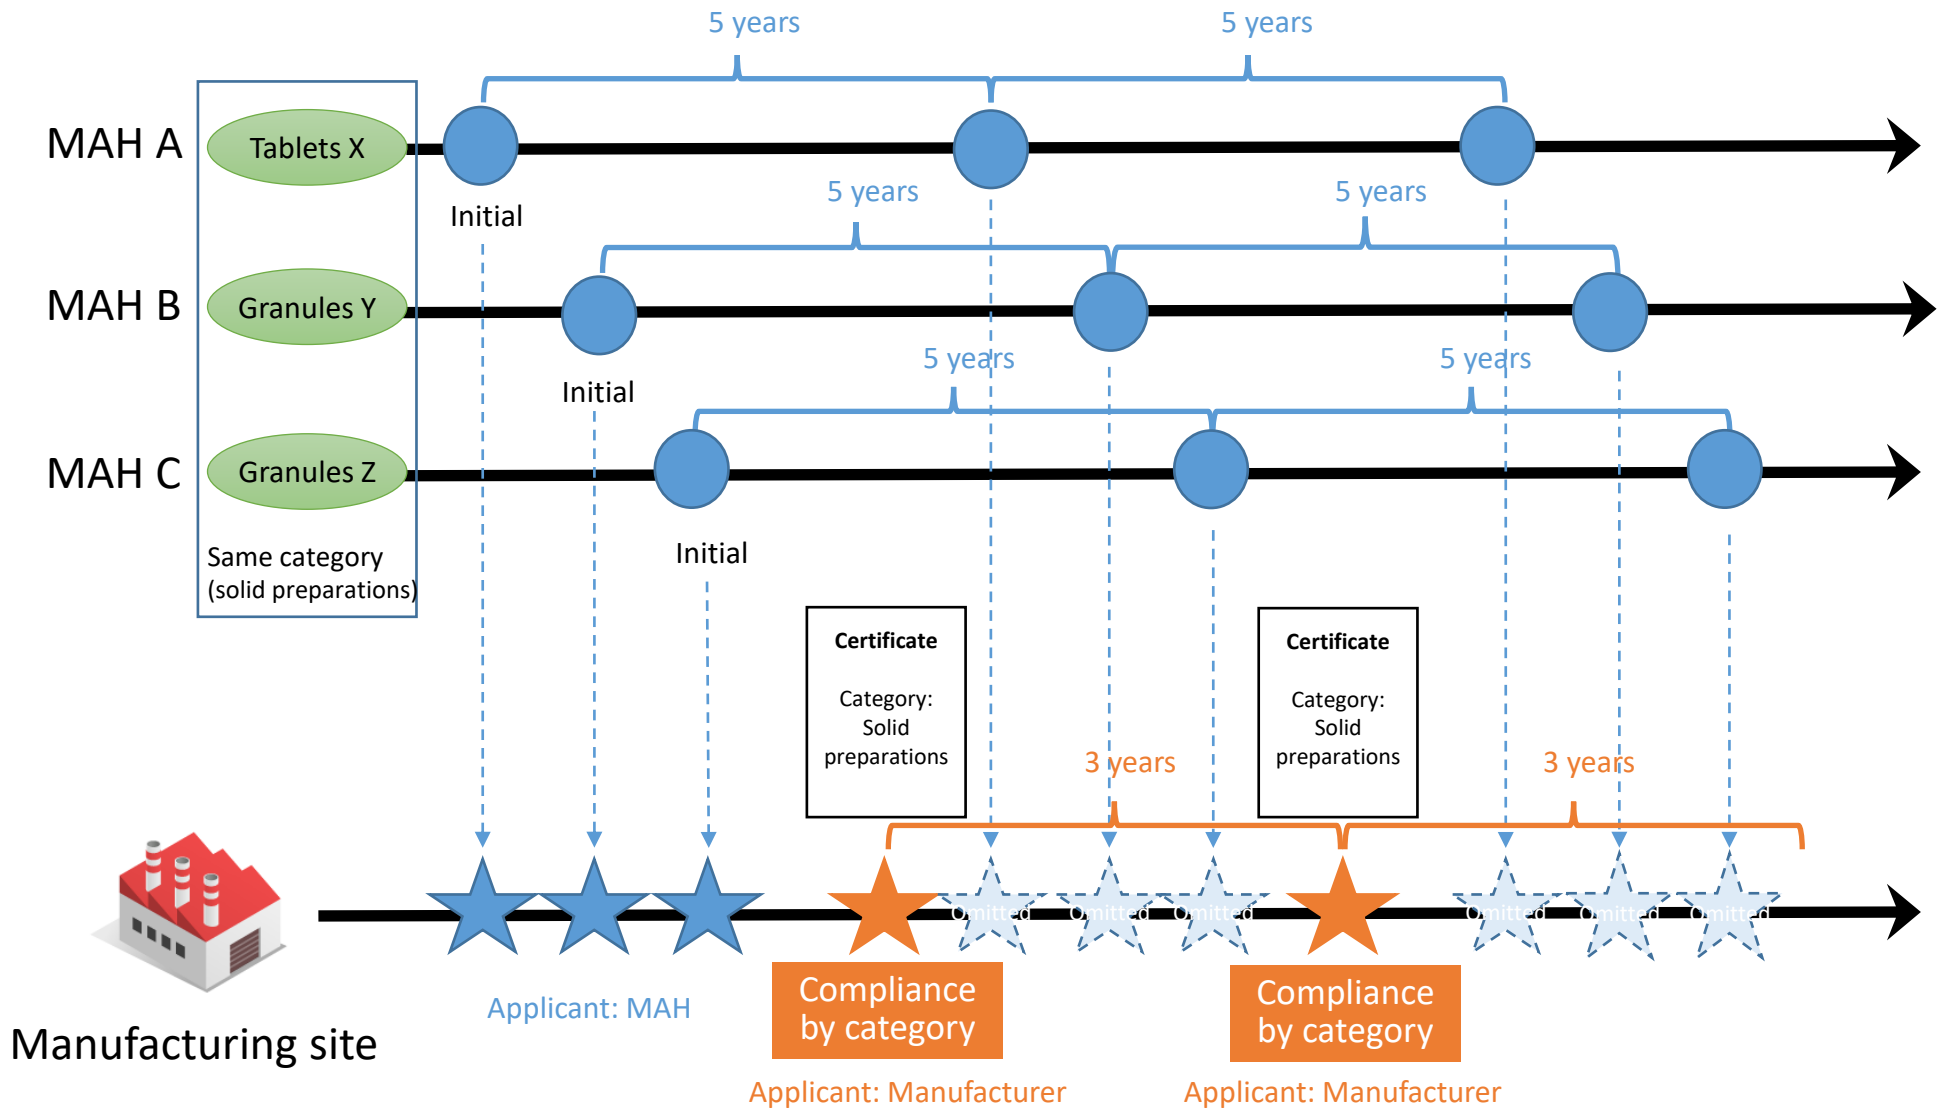 5 years
5 years
MAH A
Tablets X
Initial
5 years
5 years
MAH B
Granules Y
Initial
5 years
5 years
MAH C
Granules Z
Initial
Same category
(solid preparations)
Certificate
Category:
Solid
preparations
Certificate
Category:
Solid
preparations
3 years
3 years
Omitted
Omitted
Omitted
Omitted
Omitted
Omitted
Manufacturing site
Applicant: MAH
Compliance
by category
Compliance
by category
Applicant: Manufacturer
Applicant: Manufacturer